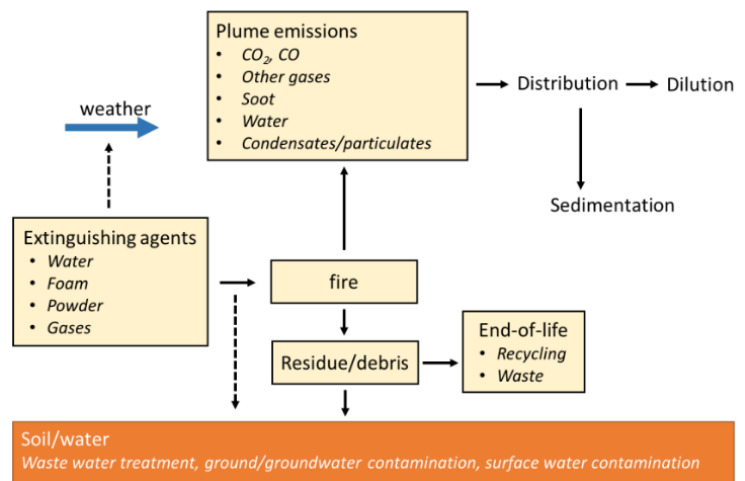 Plume emissions
• CO₂, CO
• Other gases
• Soot
• Water
• Condensates/particulates
Distribution
Dilution
weather
Sedimentation
Extinguishing agents
• Water
• Foam
• Powder
• Gases
fire
End-of-life
• Recycling
• Waste
Residue/debris
Soil/water
Waste water treatment, ground/groundwater contamination, surface water contamination